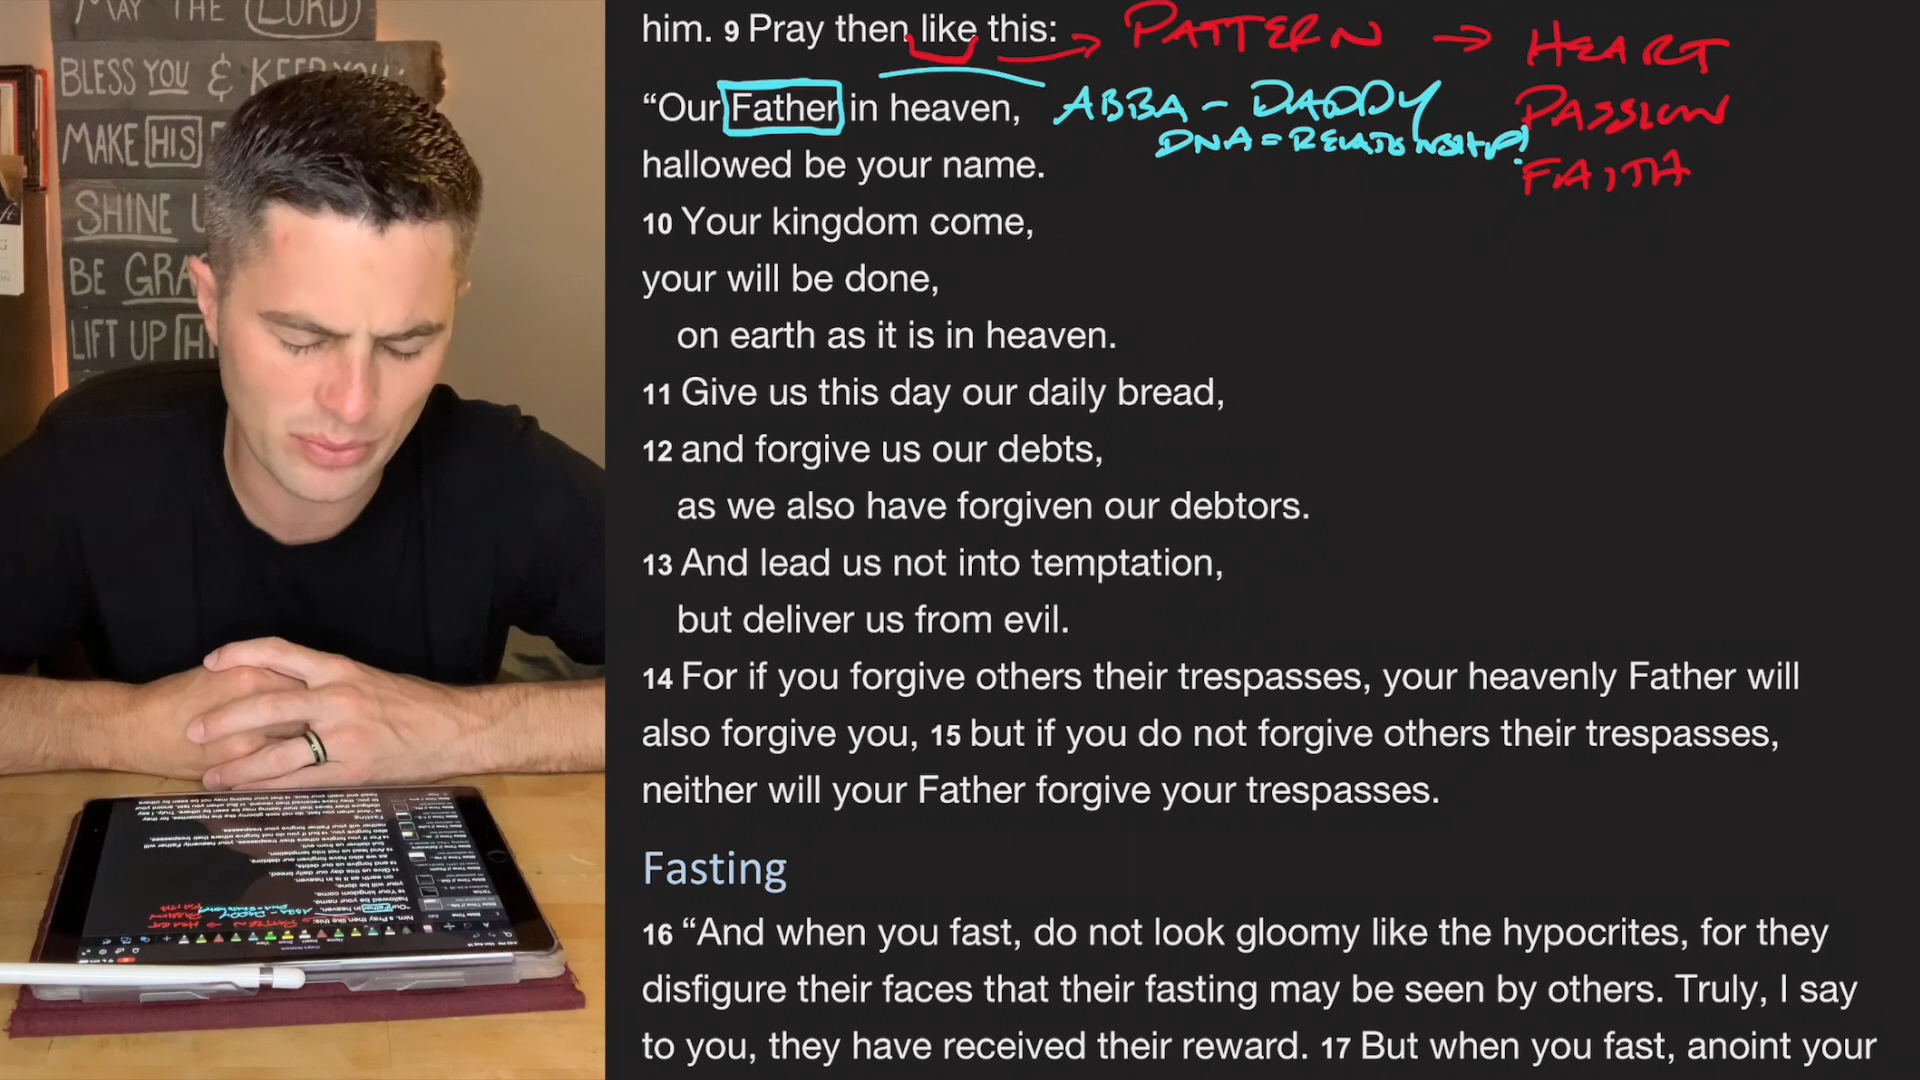 MAY THE LORD
BLESS YOU & KEEP YOU:
MAKE HIS
SHINE U
BE GRA
LIFT UP H
him. 9 Pray then like this: → PATTERN → HEART
PASSION
FAITH
“Our Father in heaven, ABBA - DADDY
DNA = RELATIONSHIP!
hallowed be your name.
10 Your kingdom come,
your will be done,
on earth as it is in heaven.
11 Give us this day our daily bread,
12 and forgive us our debts,
as we also have forgiven our debtors.
13 And lead us not into temptation,
but deliver us from evil.
14 For if you forgive others their trespasses, your heavenly Father will
also forgive you, 15 but if you do not forgive others their trespasses,
neither will your Father forgive your trespasses.
Fasting
16 “And when you fast, do not look gloomy like the hypocrites, for they
disfigure their faces that their fasting may be seen by others. Truly, I say
to you, they have received their reward. 17 But when you fast, anoint your